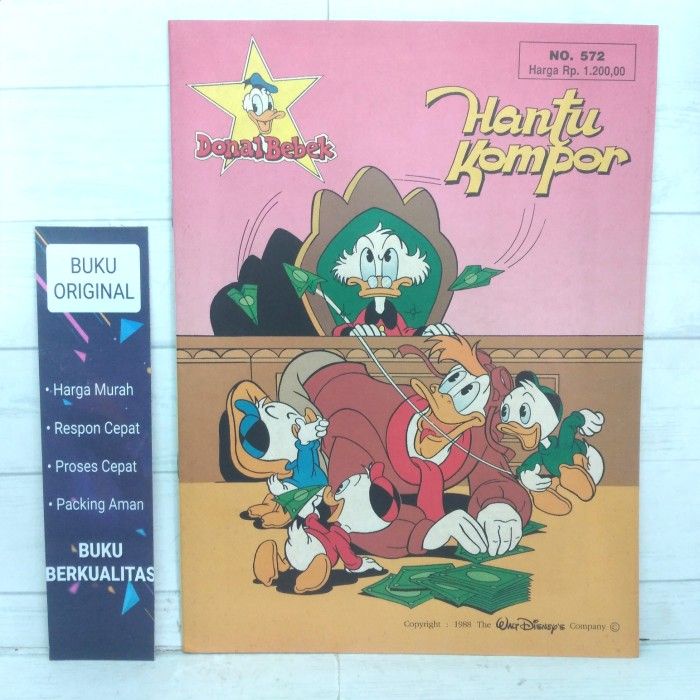 NO. 572
Harga Rp. 1.200,00
Donal Bebek
Hantu
Kompor
BUKU
ORIGINAL
• Harga Murah
• Respon Cepat
• Proses Cepat
• Packing Aman
BUKU
BERKUALITAS
Copyright : 1988 The Walt Disney's Company ©